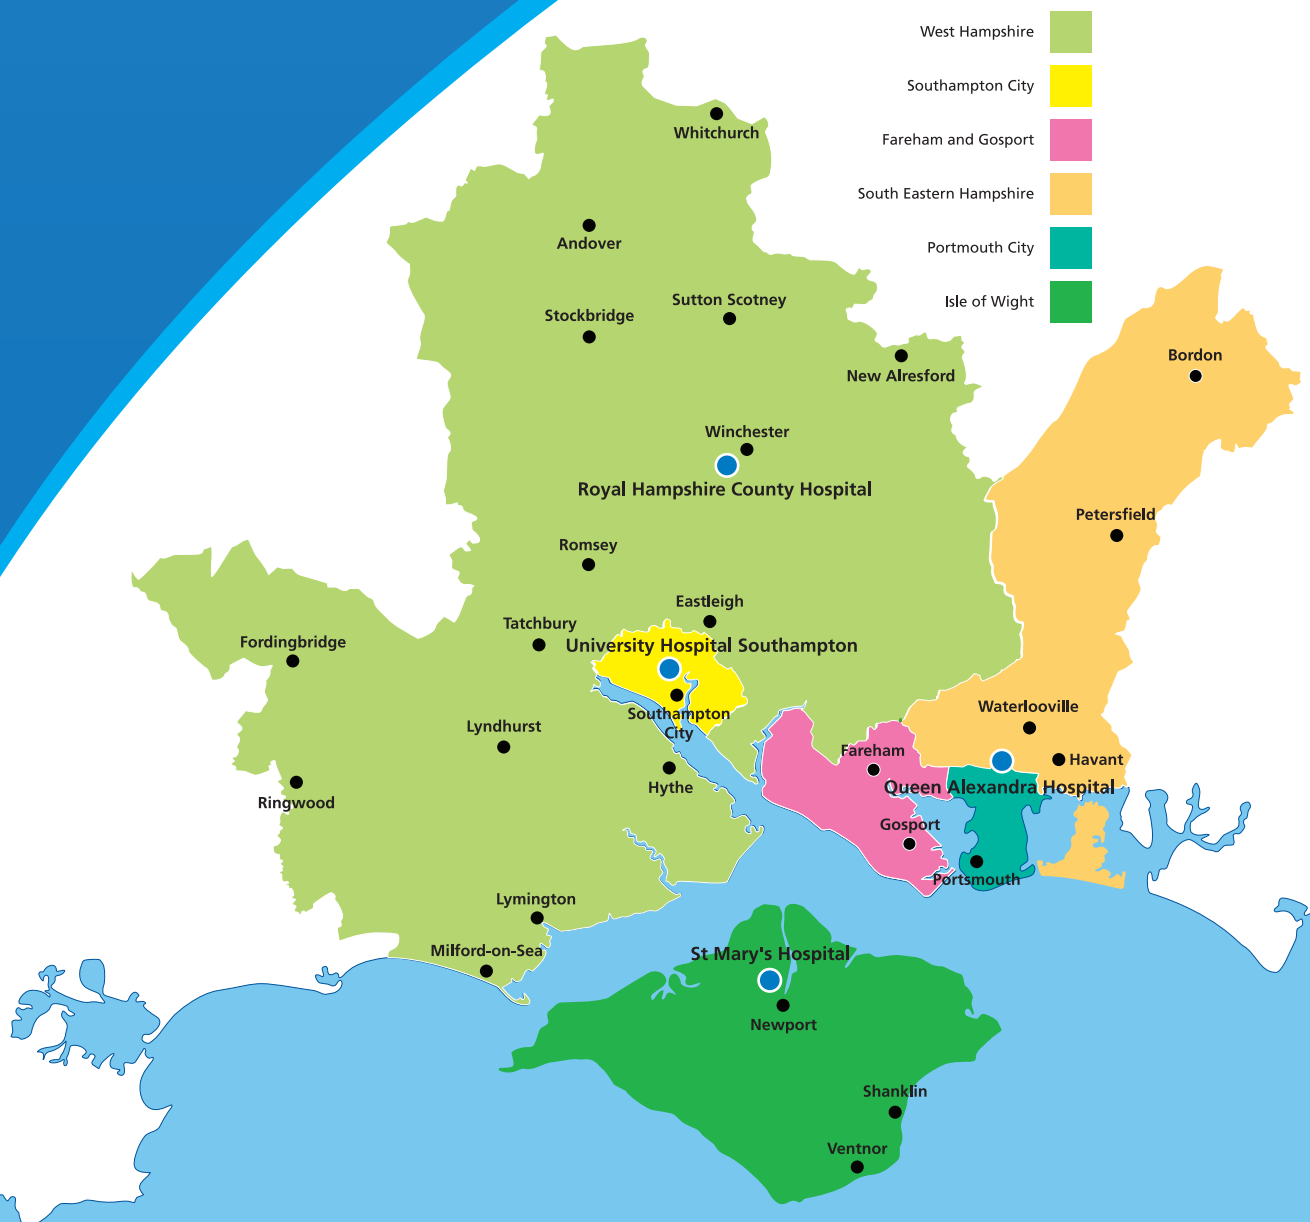 West Hampshire
Southampton City
Fareham and Gosport
South Eastern Hampshire
Portmouth City
Isle of Wight
Whitchurch
Andover
Sutton Scotney
Stockbridge
New Alresford
Bordon
Winchester
Royal Hampshire County Hospital
Petersfield
Romsey
Eastleigh
Tatchbury
Fordingbridge
University Hospital Southampton
Southampton
City
Lyndhurst
Waterlooville
Fareham
Havant
Hythe
Queen Alexandra Hospital
Ringwood
Gosport
Portsmouth
Lymington
Milford-on-Sea
St Mary's Hospital
Newport
Shanklin
Ventnor